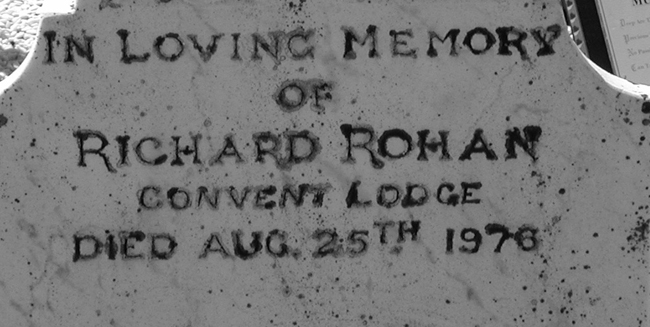 IN LOVING MEMORY
OF
RICHARD ROHAN
CONVENT LODGE
DIED AUG. 25TH 1976